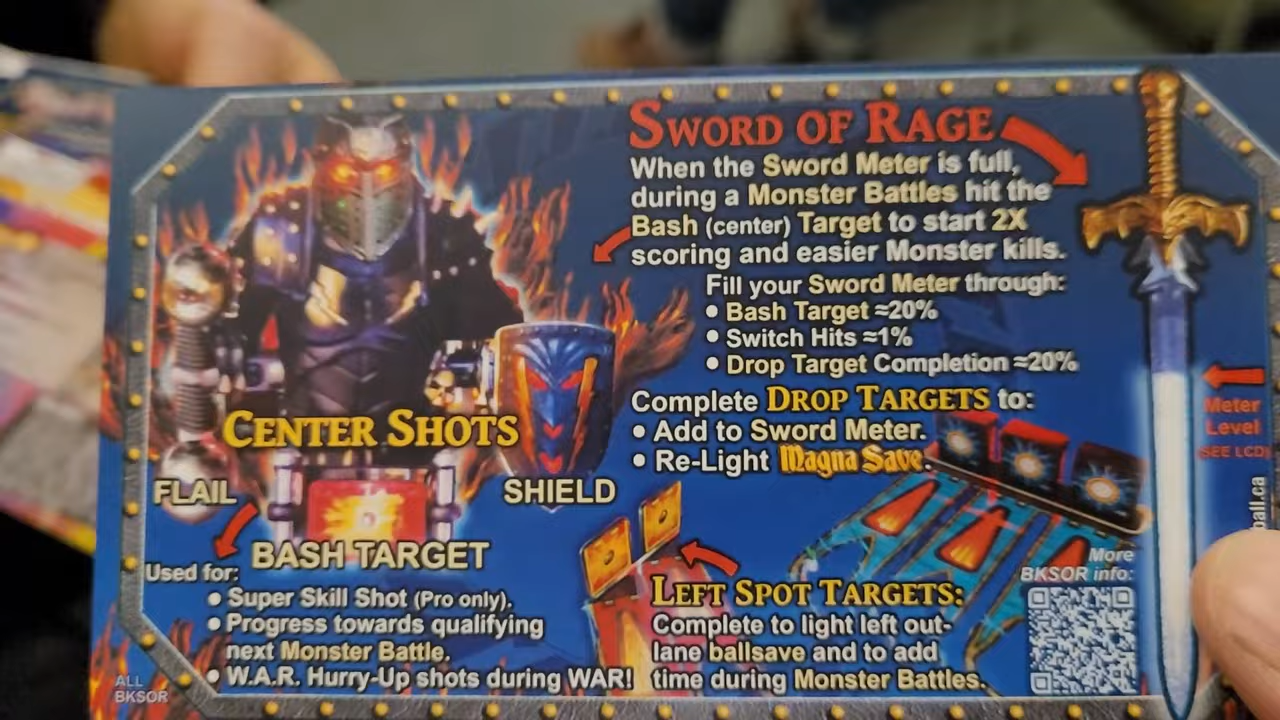 SWORD OF RAGE
When the Sword Meter is full,
during a Monster Battles hit the
Bash (center) Target to start 2X
scoring and easier Monster kills.
Fill your Sword Meter through:
• Bash Target ≈20%
• Switch Hits ≈1%
• Drop Target Completion ≈20%
Complete DROP TARGETS to:
• Add to Sword Meter.
• Re-Light Magna Save.
Meter
Level
(SEE LCD)
CENTER SHOTS
FLAIL
SHIELD
BASH TARGET
Used for:
• Super Skill Shot (Pro only).
• Progress towards qualifying
next Monster Battle.
• W.A.R. Hurry-Up shots during WAR!
LEFT SPOT TARGETS:
Complete to light left out-
lane ballsave and to add
time during Monster Battles.
More
BKSOR info:
ball.ca
ALL
BKSOR